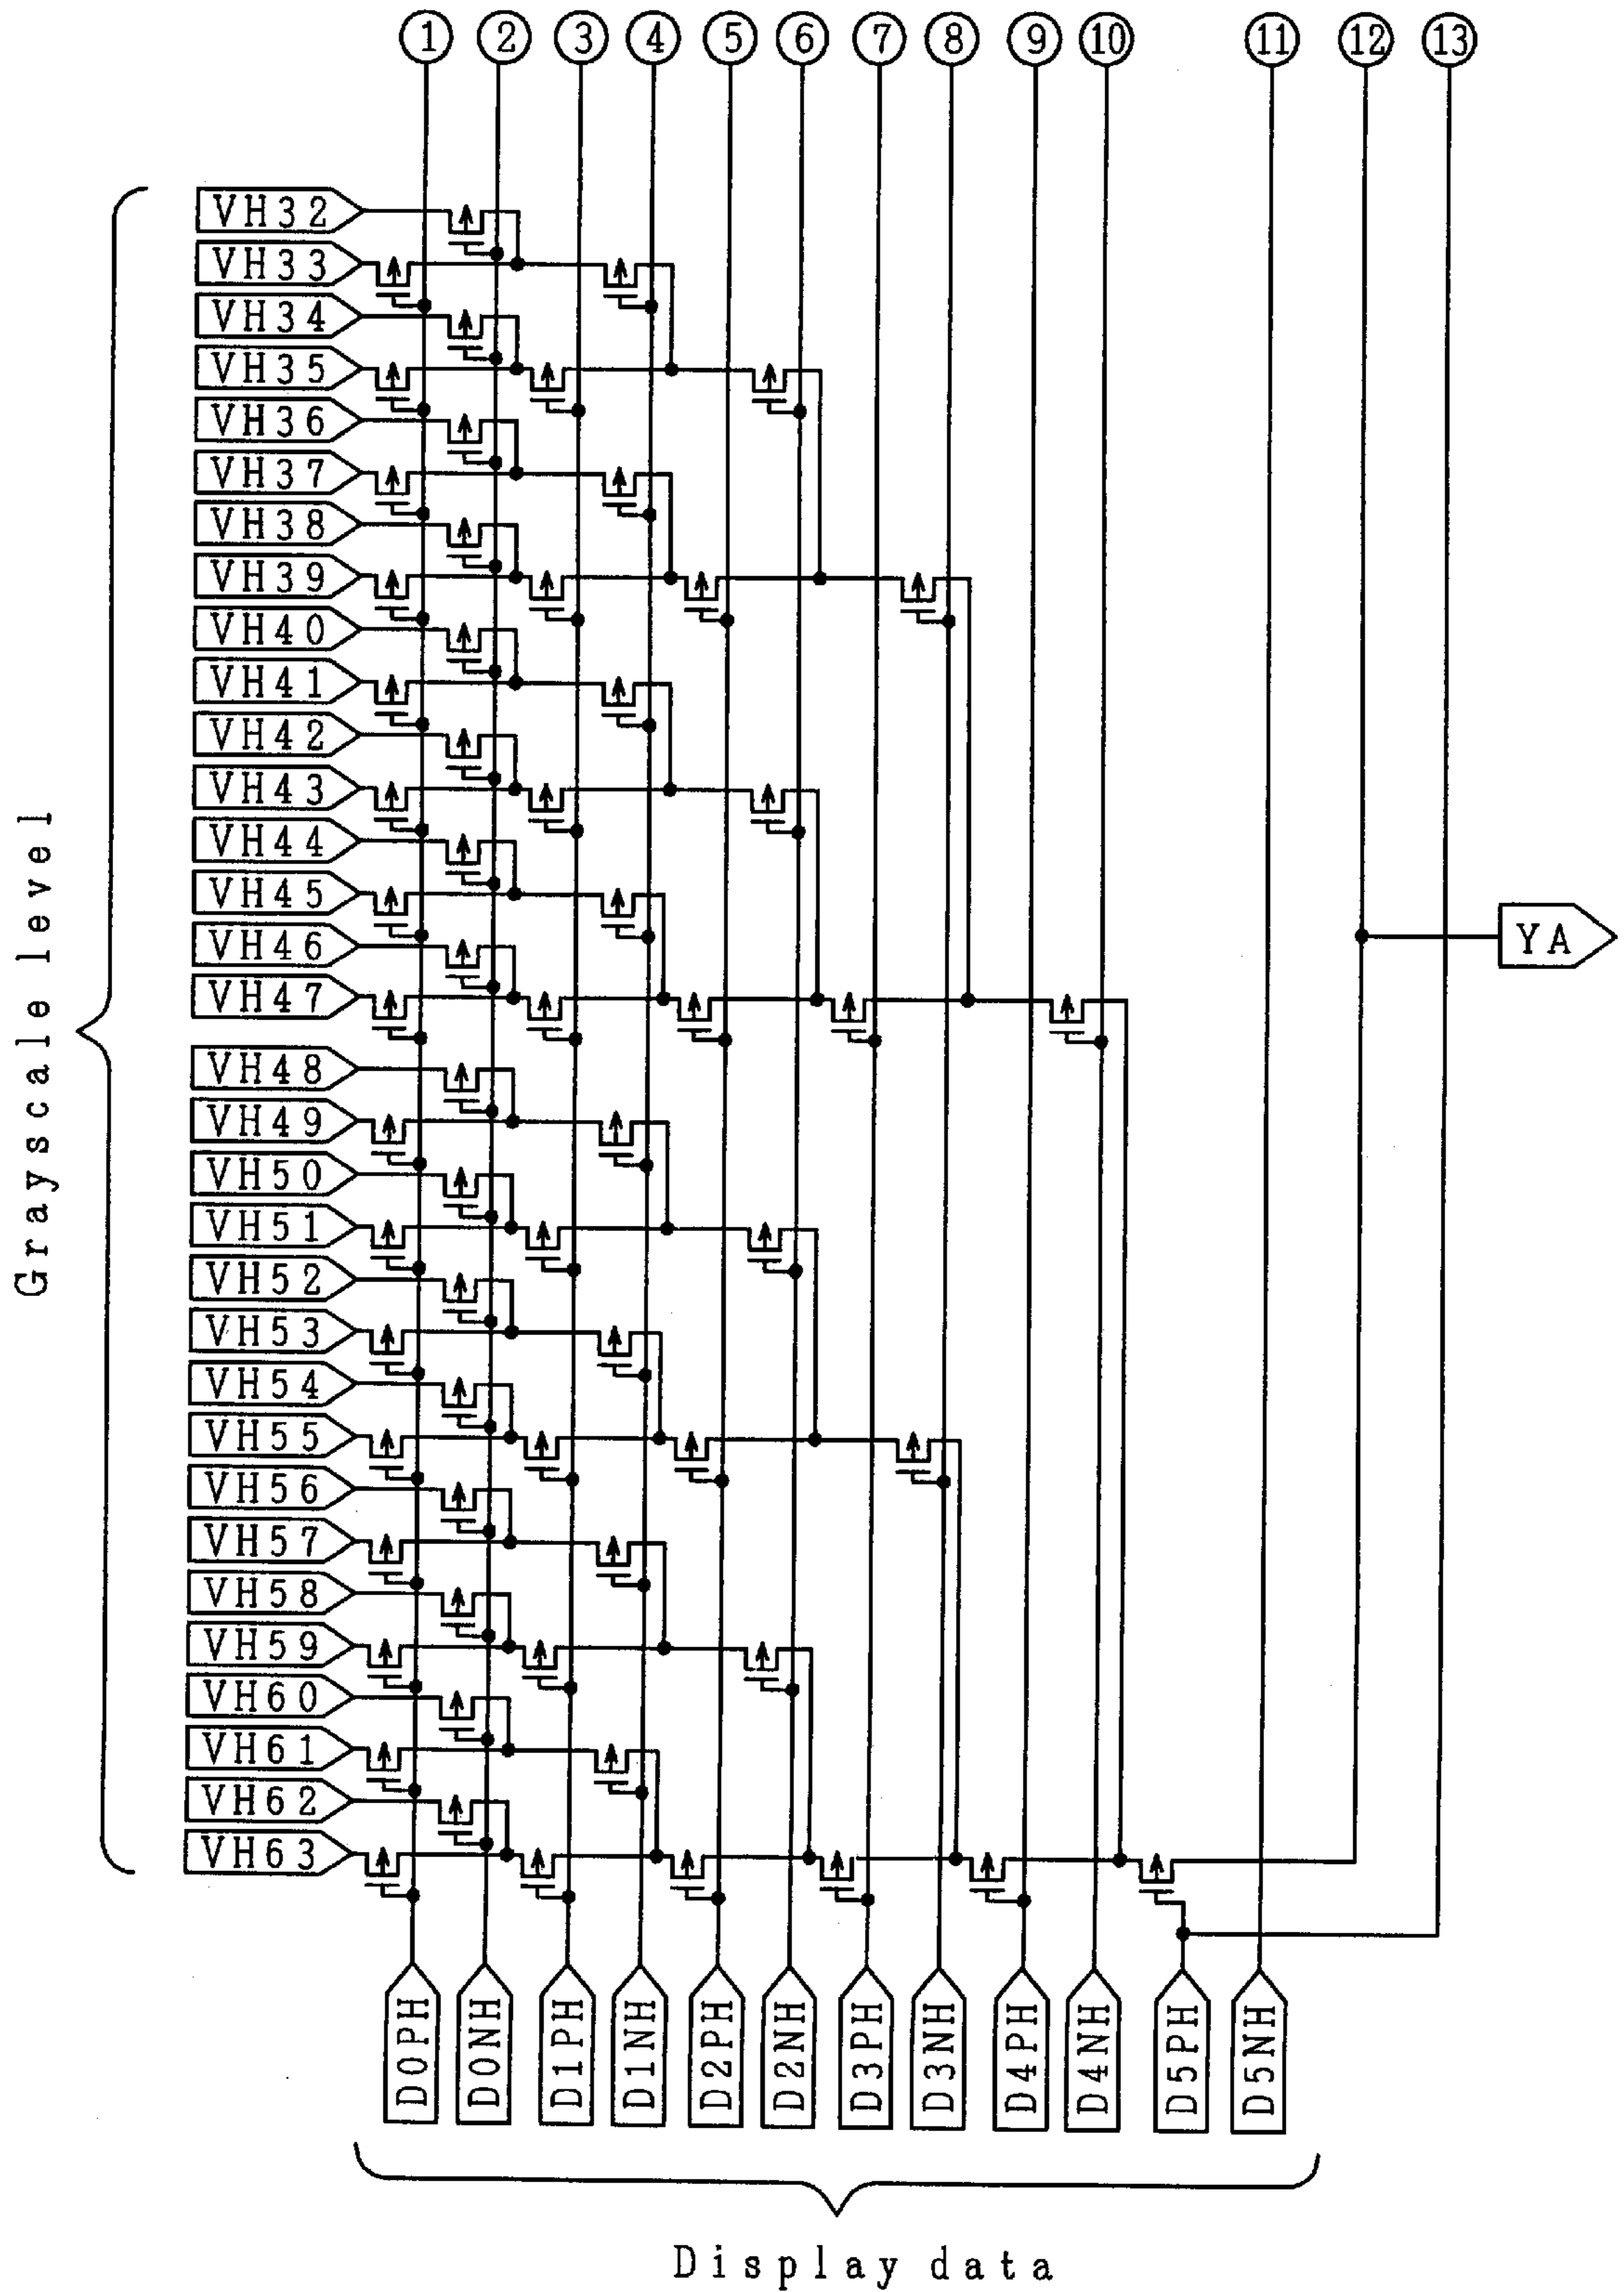 1 2 3 4 5 6 7 8 9 10 11 12 13
VH32
VH33
VH34
VH35
VH36
VH37
VH38
VH39
VH40
VH41
VH42
VH43
VH44
VH45
VH46
VH47
VH48
VH49
VH50
VH51
VH52
VH53
VH54
VH55
VH56
VH57
VH58
VH59
VH60
VH61
VH62
VH63
Grayscale level
YA
D0PH
D0NH
D1PH
D1NH
D2PH
D2NH
D3PH
D3NH
D4PH
D4NH
D5PH
D5NH
Display data